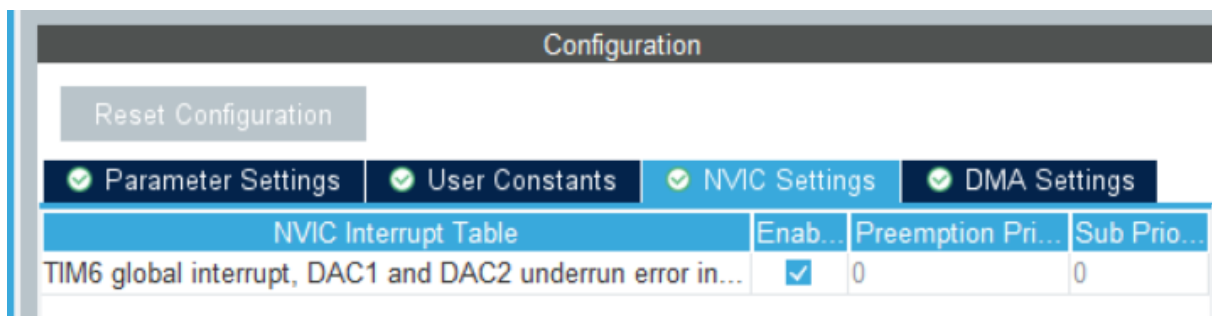 Configuration
Reset Configuration
Parameter Settings User Constants NVIC Settings DMA Settings
NVIC Interrupt Table Enab... Preemption Pri... Sub Prio...
TIM6 global interrupt, DAC1 and DAC2 underrun error in... 0 0